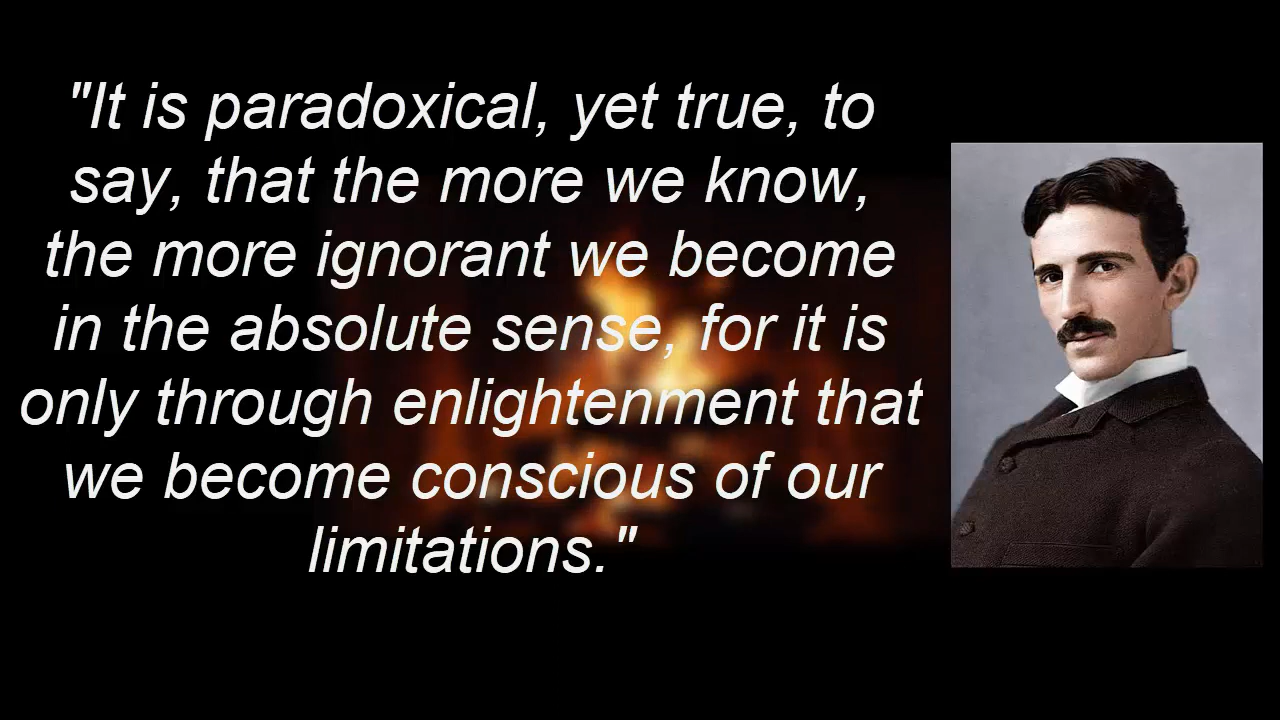 "It is paradoxical, yet true, to
say, that the more we know,
the more ignorant we become
in the absolute sense, for it is
only through enlightenment that
we become conscious of our
limitations."